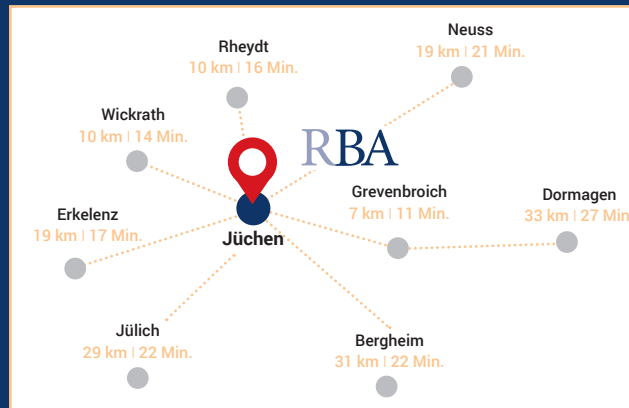 Neuss
19 km | 21 Min.
Rheydt
10 km | 16 Min.
Wickrath
10 km | 14 Min.
RBA
Grevenbroich
7 km | 11 Min.
Dormagen
33 km | 27 Min
Erkelenz
19 km | 17 Min.
Jüchen
Jülich
29 km | 22 Min.
Bergheim
31 km | 22 Min.